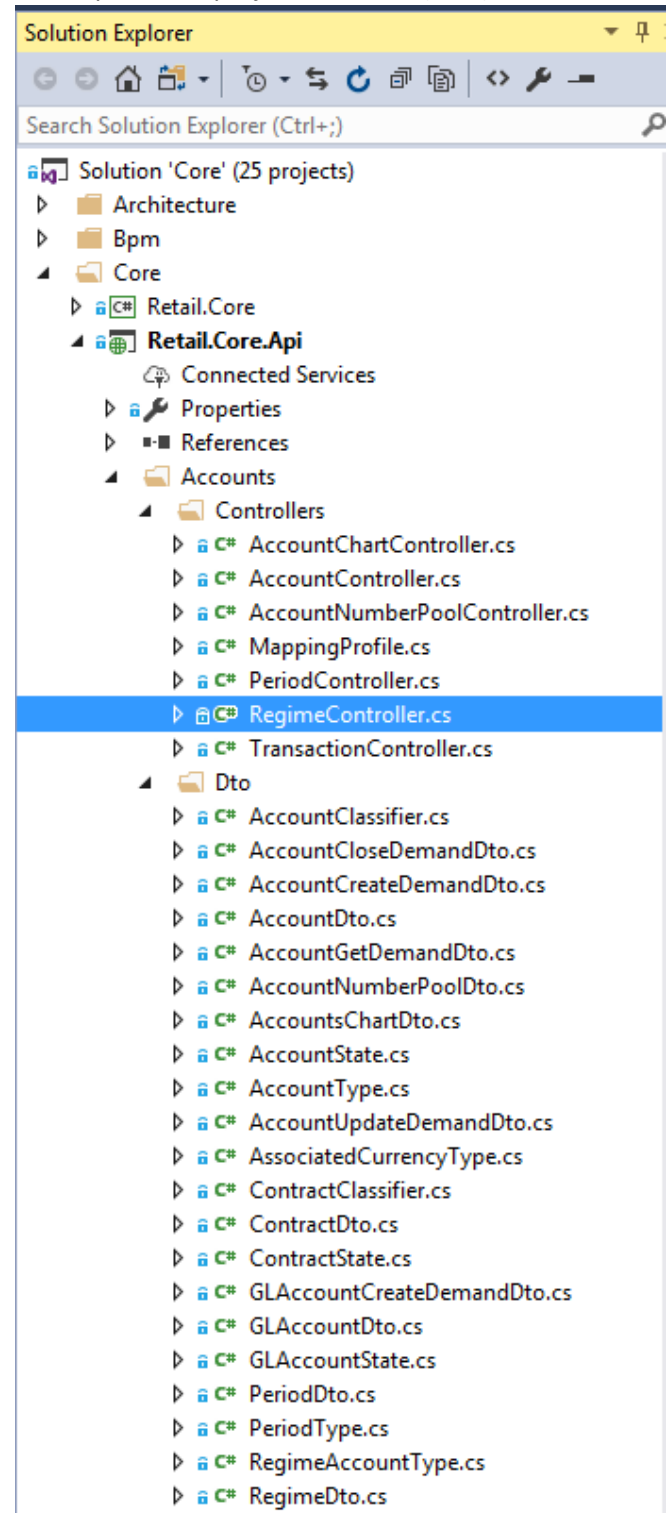 Solution Explorer
Search Solution Explorer (Ctrl+;)
Solution 'Core' (25 projects)
Architecture
Bpm
Core
C# Retail.Core
Retail.Core.Api
Connected Services
Properties
References
Accounts
Controllers
C# AccountChartController.cs
C# AccountController.cs
C# AccountNumberPoolController.cs
C# MappingProfile.cs
C# PeriodController.cs
C# RegimeController.cs
C# TransactionController.cs
Dto
C# AccountClassifier.cs
C# AccountCloseDemandDto.cs
C# AccountCreateDemandDto.cs
C# AccountDto.cs
C# AccountGetDemandDto.cs
C# AccountNumberPoolDto.cs
C# AccountsChartDto.cs
C# AccountState.cs
C# AccountType.cs
C# AccountUpdateDemandDto.cs
C# AssociatedCurrencyType.cs
C# ContractClassifier.cs
C# ContractDto.cs
C# ContractState.cs
C# GLAccountCreateDemandDto.cs
C# GLAccountDto.cs
C# GLAccountState.cs
C# PeriodDto.cs
C# PeriodType.cs
C# RegimeAccountType.cs
C# RegimeDto.cs